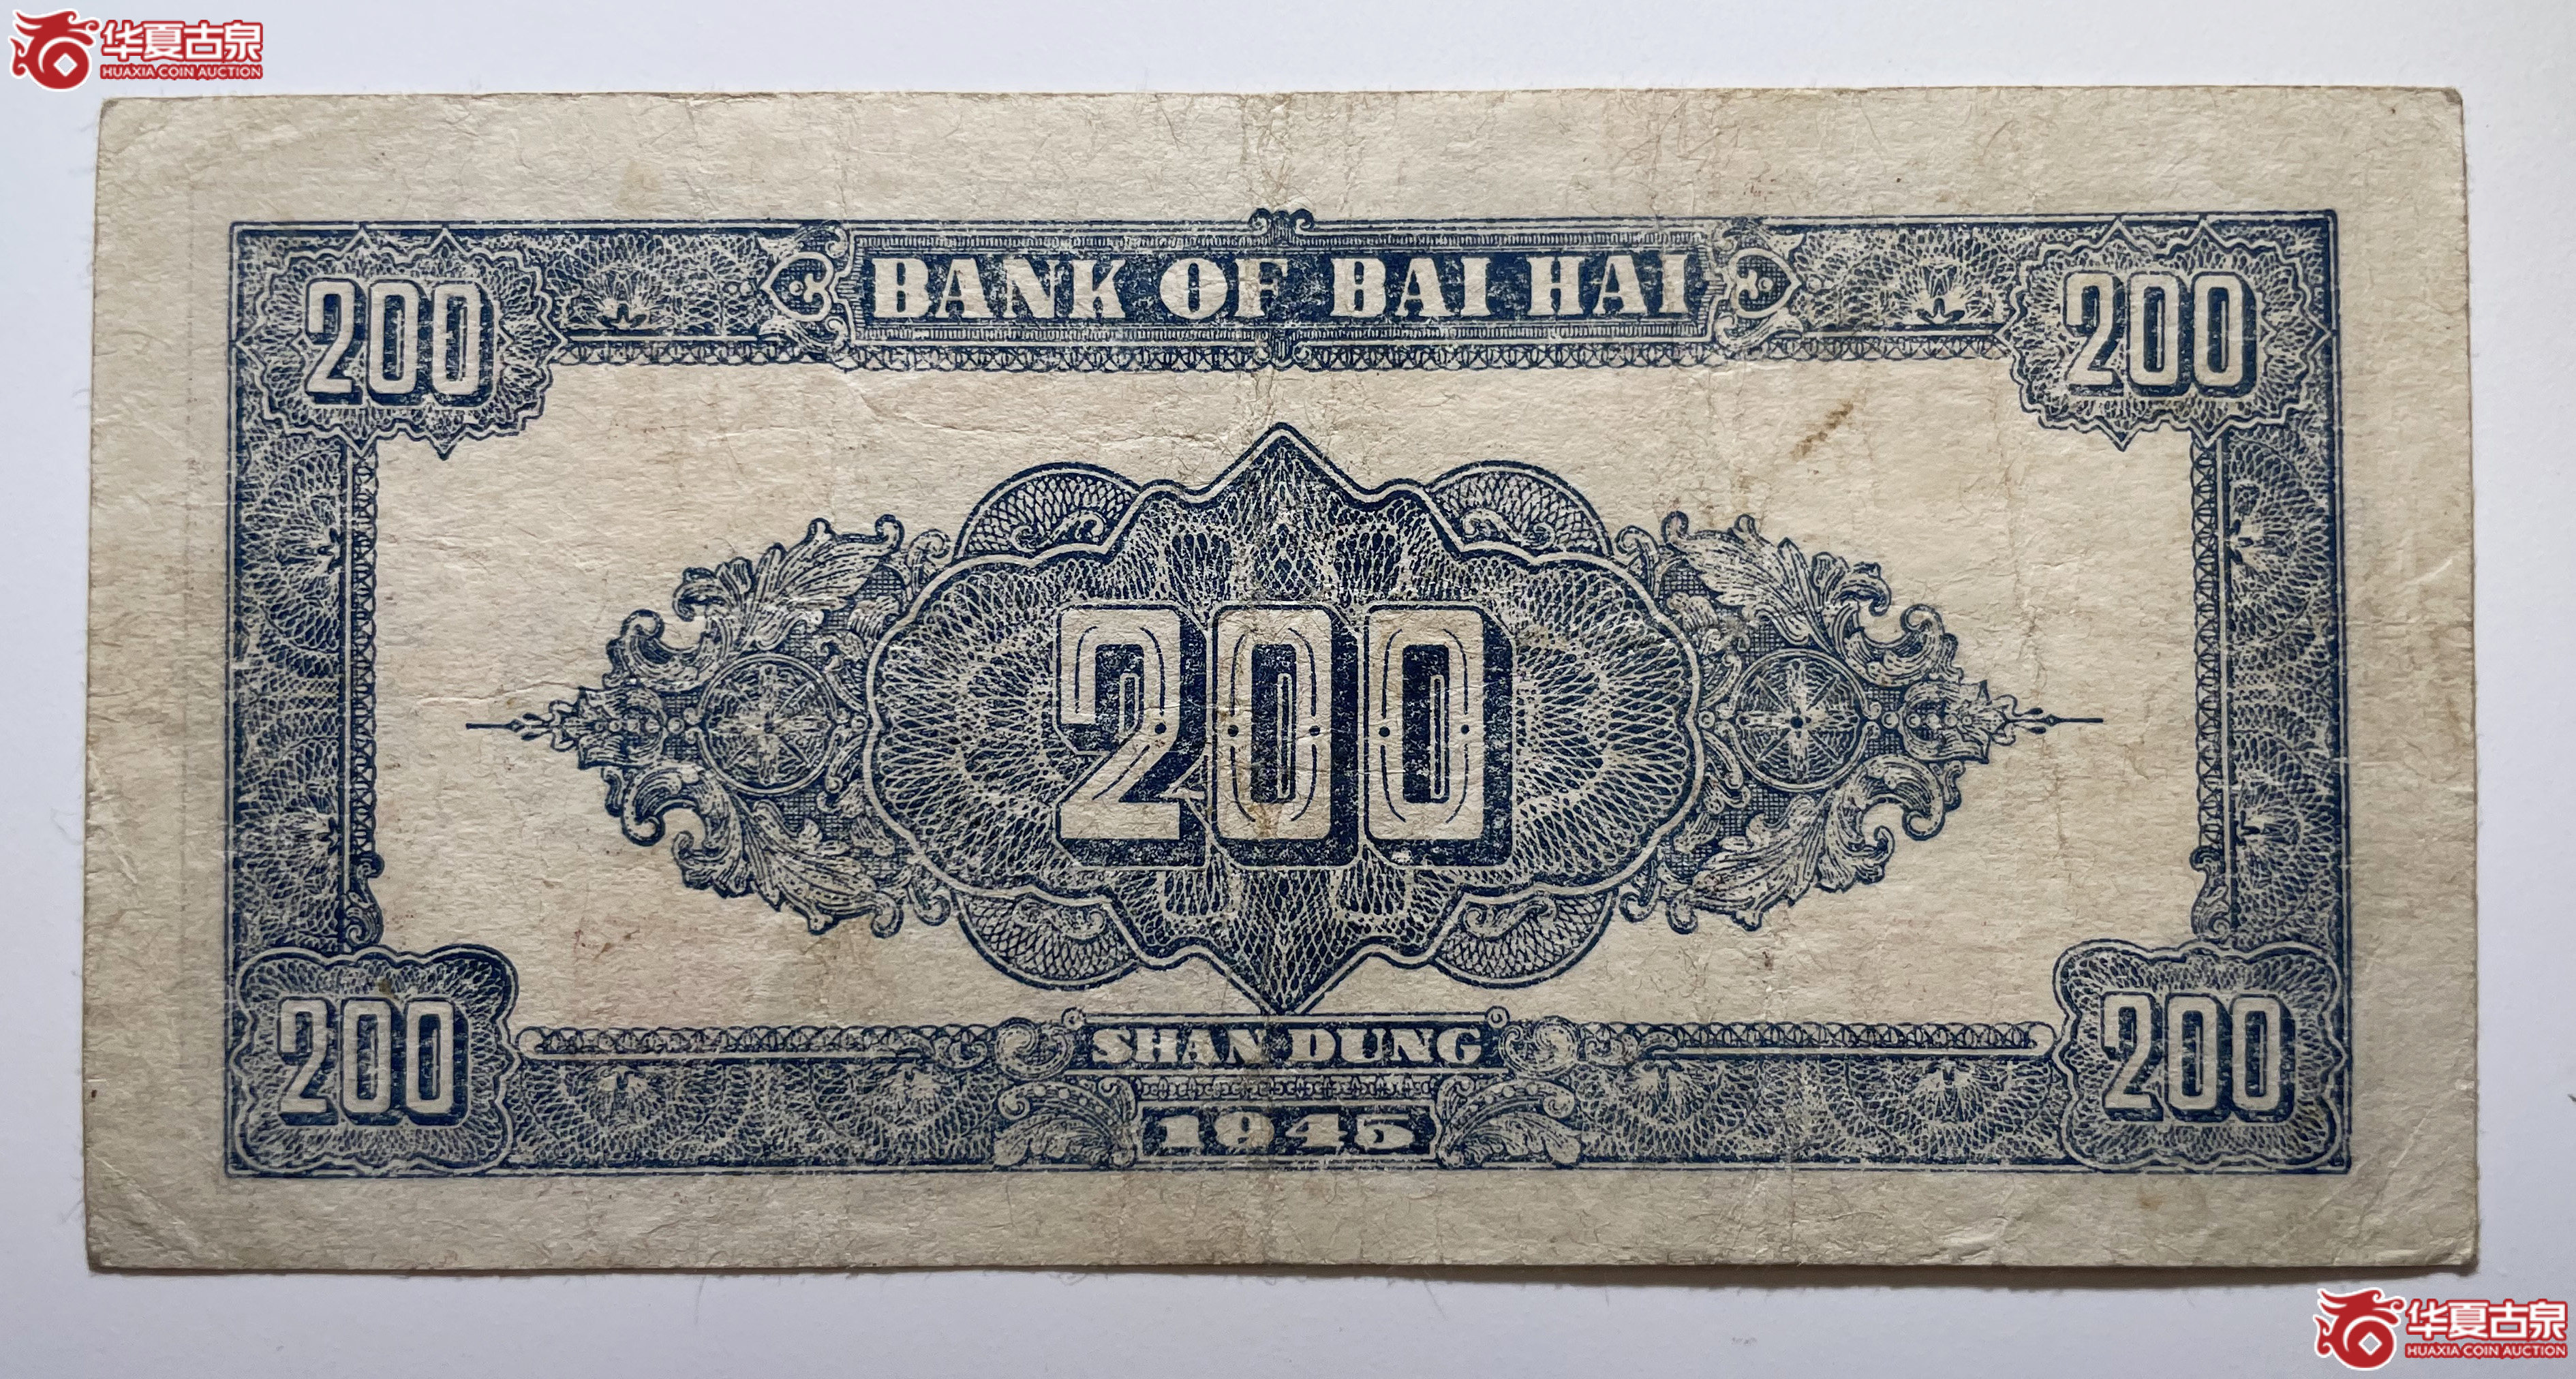 华夏古泉
HUAXIA COIN AUCTION
BANK OF BAI HAI
200
200
200
SHAN DUNG
200
200
1945
华夏古泉
HUAXIA COIN AUCTION